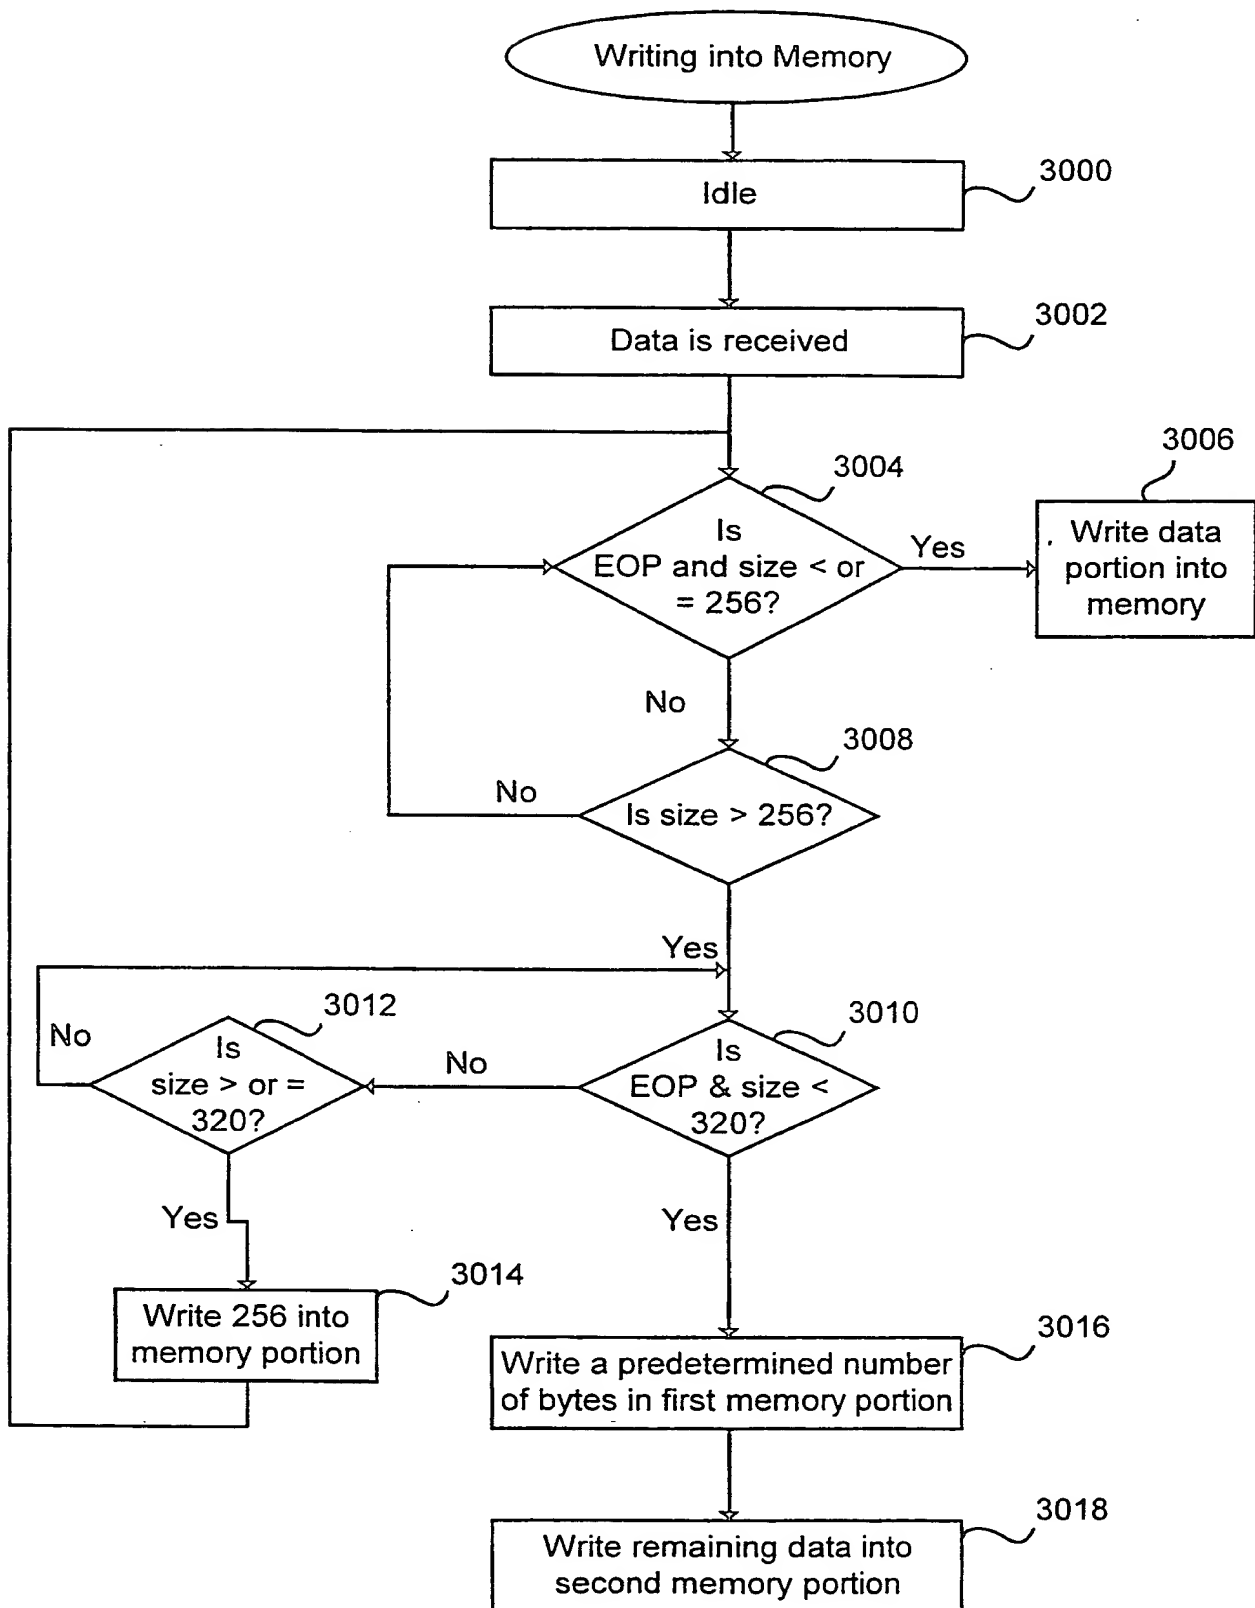 Writing into Memory
3000
Idle
3002
Data is received
3006
3004
Write data
portion into
memory
Is
EOP and size < or
= 256?
Yes
No
3008
No
Is size > 256?
Yes
3012
3010
No
Is
size > or =
320?
No
Is
EOP & size <
320?
Yes
Yes
3014
Write 256 into
memory portion
3016
Write a predetermined number
of bytes in first memory portion
3018
Write remaining data into
second memory portion